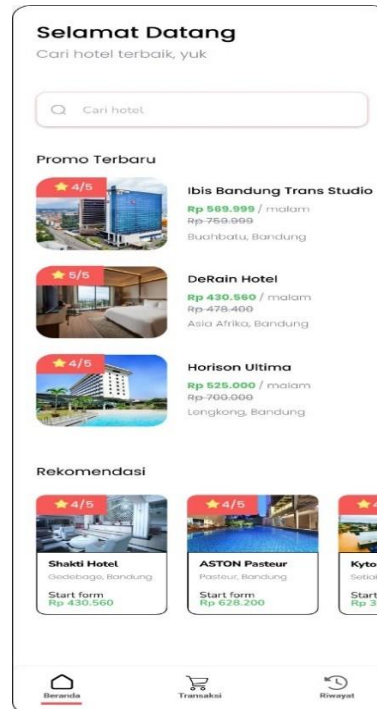 Selamat Datang
Cari hotel terbaik, yuk
Cari hotel
Promo Terbaru
4/5
Ibis Bandung Trans Studio
Rp 569.999 / malam
Rp 759.999
Buahbatu, Bandung
5/5
DeRain Hotel
Rp 430.560 / malam
Rp 478.400
Asia Afrika, Bandung
4/5
Horison Ultima
Rp 525.000 / malam
Rp 700.000
Lengkong, Bandung
Rekomendasi
4/5
Shakti Hotel
Gedebage, Bandung
Start form
Rp 430.560
4/5
ASTON Pasteur
Pasteur, Bandung
Start form
Rp 628.200
4
Kyto
Setial
Start
Rp 3
Beranda
Transaksi
Riwayat